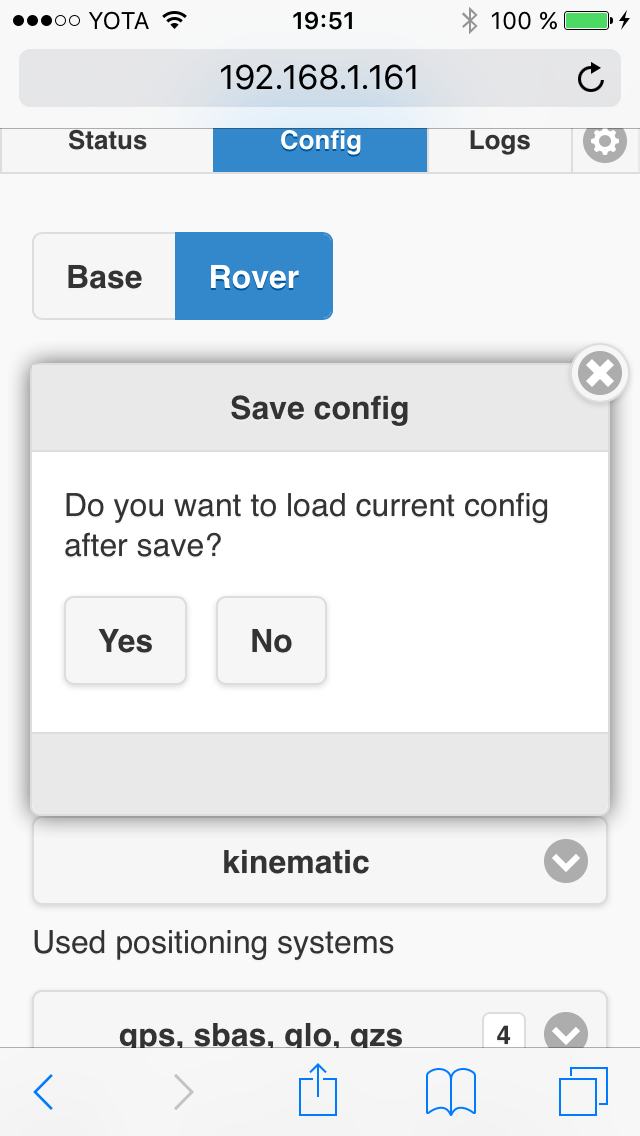 YOTA 19:51 100 %
192.168.1.161
Status Config Logs
Base Rover
Save config
Do you want to load current config
after save?
Yes No
kinematic
Used positioning systems
gps, sbas, glo, qzs 4